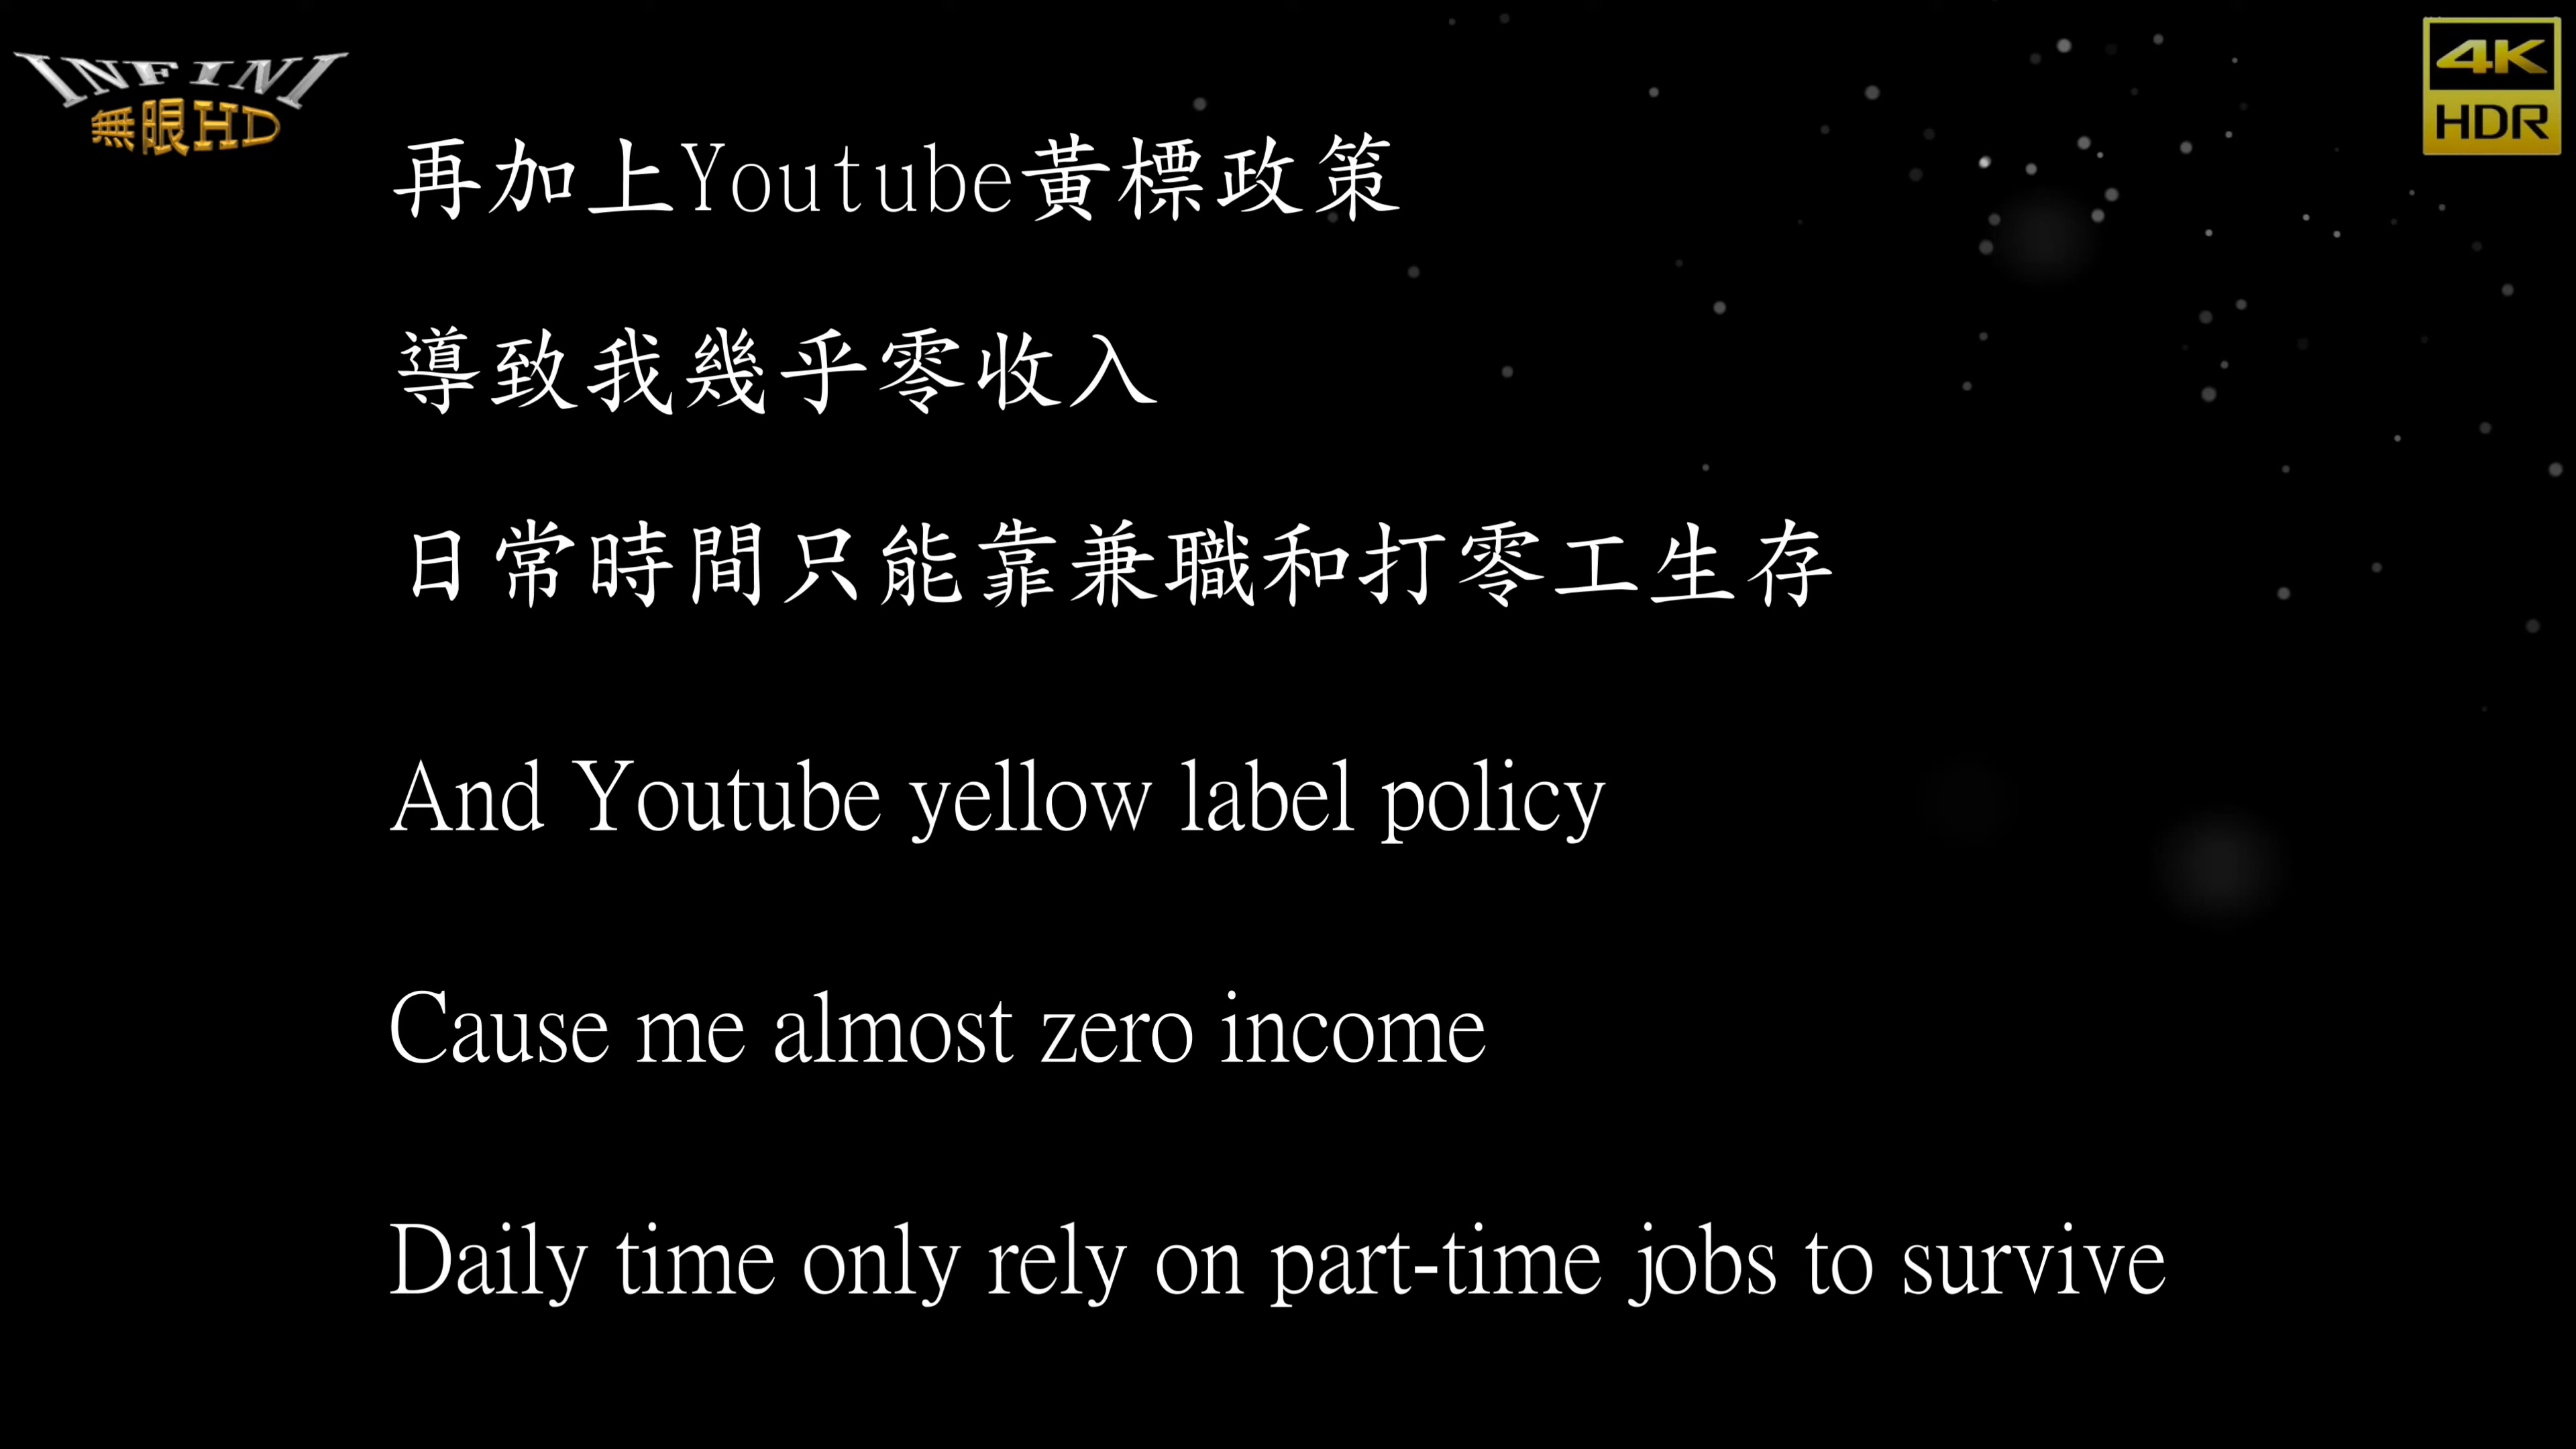 INFINI
無限HD
4K
HDR
再加上Youtube黃標政策
導致我幾乎零收入
日常時間只能靠兼職和打零工生存
And Youtube yellow label policy
Cause me almost zero income
Daily time only rely on part-time jobs to survive